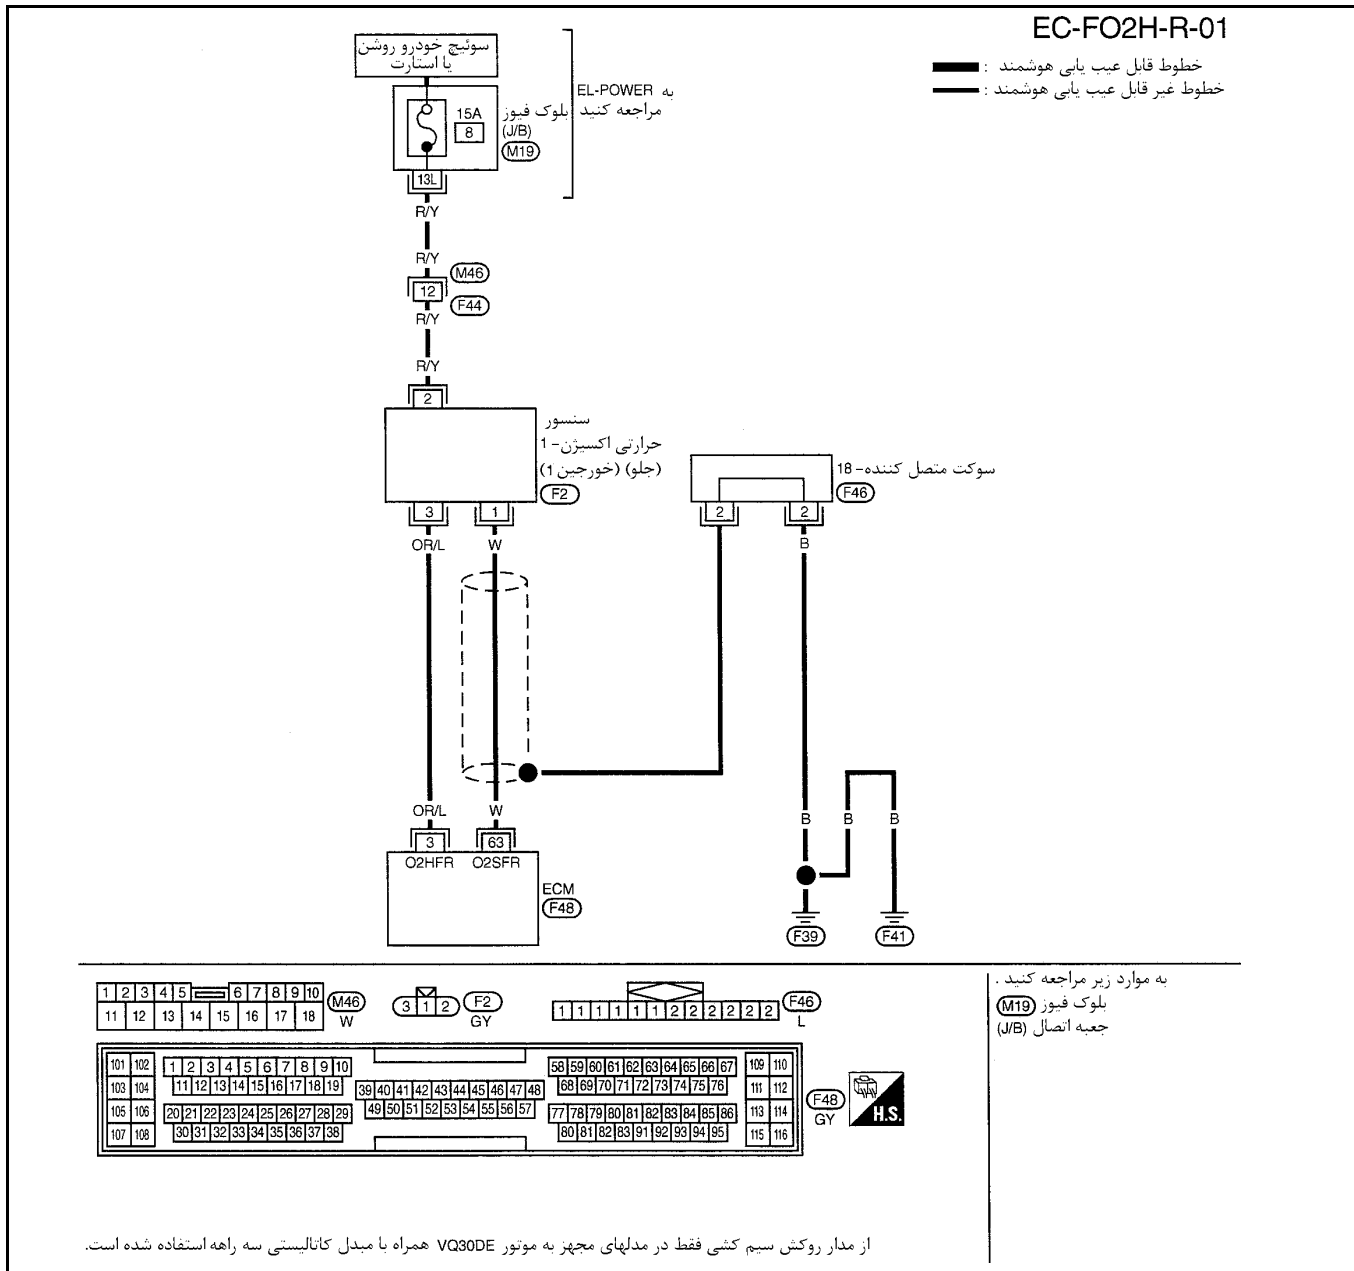 EC-FO2H-R-01
خطوط قابل عیب یابی هوشمند :
خطوط غیر قابل عیب یابی هوشمند :
سوئیچ خودرو روشن
یا استارت
به EL-POWER
مراجعه کنید
15A
8
بلوک فیوز
(J/B)
M19
13L
R/Y
R/Y
M46
12
F44
R/Y
R/Y
2
سنسور
حرارتی اکسیژن- 1
(جلو) (خورجین 1)
F2
3
1
OR/L
W
سوکت متصل کننده- 18
F46
2
2
B
OR/L
W
B
B
B
3
63
O2HFR
O2SFR
ECM
F48
F39
F41
1 2 3 4 5 6 7 8 9 10
11 12 13 14 15 16 17 18
M46
W
3 1 2
F2
GY
1 1 1 1 1 1 2 2 2 2 2 2
F46
L
به موارد زیر مراجعه کنید .
بلوک فیوز M19
جعبه اتصال (J/B)
101 102
103 104
105 106
107 108
1 2 3 4 5 6 7 8 9 10
11 12 13 14 15 16 17 18 19
20 21 22 23 24 25 26 27 28 29
30 31 32 33 34 35 36 37 38
39 40 41 42 43 44 45 46 47 48
49 50 51 52 53 54 55 56 57
58 59 60 61 62 63 64 65 66 67
68 69 70 71 72 73 74 75 76
77 78 79 80 81 82 83 84 85 86
80 81 82 83 91 92 93 94 95
109 110
111 112
113 114
115 116
F48
GY
H.S.
از مدار روکش سیم کشی فقط در مدلهای مجهز به موتور VQ30DE همراه با مبدل کاتالیستی سه راهه استفاده شده است.